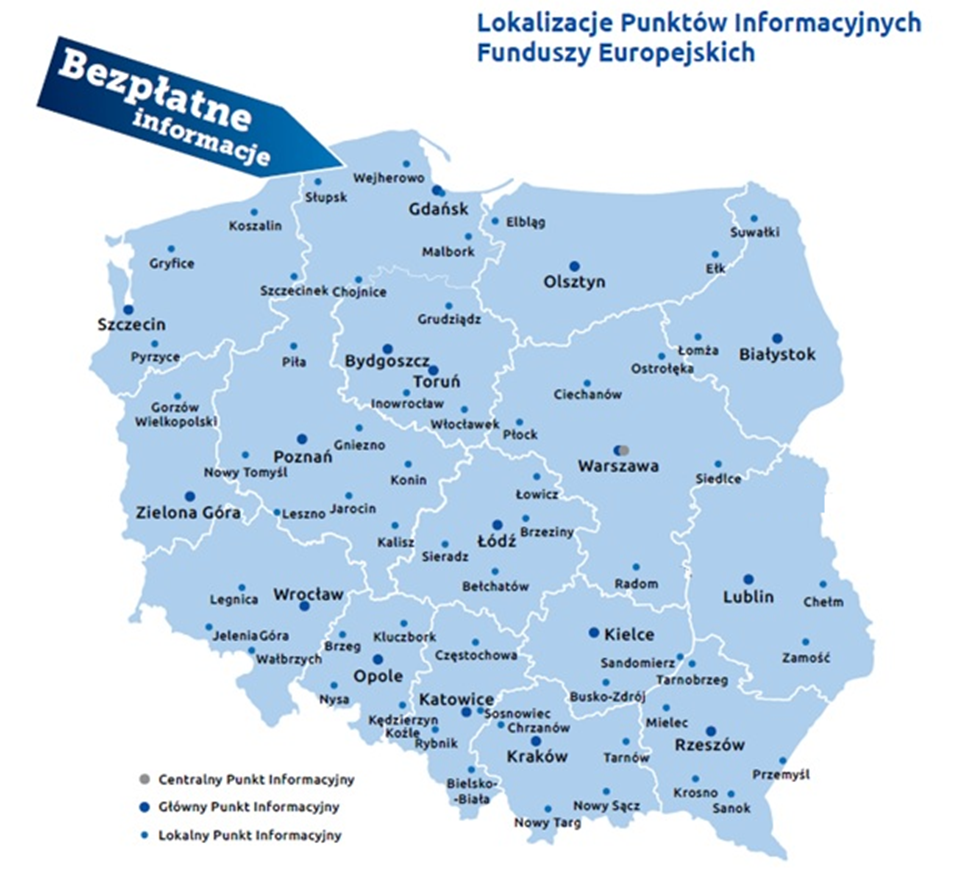 Lokalizacje Punktów Informacyjnych
Funduszy Europejskich
Bezpłatne
informacje
Wejherowo
Słupsk
Gdańsk
Koszalin
Elbląg
Suwałki
Malbork
Gryfice
Ełk
Olsztyn
Szczecinek
Chojnice
Grudziądz
Szczecin
Pyrzyce
Piła
Bydgoszcz
Łomża
Białystok
Ostrołęka
Toruń
Ciechanów
Inowrocław
Gorzów
Wielkopolski
Włocławek
Płock
Gniezno
Poznań
Warszawa
Nowy Tomyśl
Konin
Siedlce
Łowicz
Zielona Góra
Leszno
Jarocin
Brzeziny
Kalisz
Łódź
Sieradz
Bełchatów
Radom
Legnica
Wrocław
Lublin
Chełm
JeleniaGóra
Kluczbork
Kielce
Brzeg
Wałbrzych
Częstochowa
Sandomierz
Zamość
Opole
Tarnobrzeg
Nysa
Katowice
Busko-Zdrój
Kędzierzyn
Koźle
Sosnowiec
Chrzanów
Mielec
Rybnik
Kraków
Tarnów
Rzeszów
Przemyśl
Bielsko-
-Biała
Krosno
Nowy Sącz
Sanok
Nowy Targ
Centralny Punkt Informacyjny
Główny Punkt Informacyjny
Lokalny Punkt Informacyjny